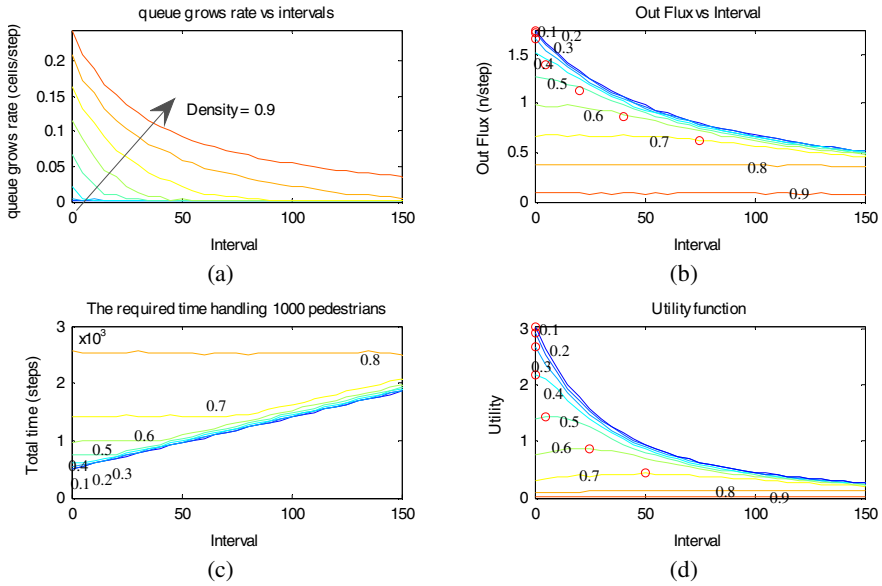 queue grows rate vs intervals
queue grows rate (cells/step)
0.2
0.15
0.1
0.05
0
Density = 0.9
0 50 100 150
Interval
(a)
Out Flux vs Interval
Out Flux (n/step)
1.5
1
0.5
0
0.1
0.2
0.3
0.4
0.5
0.6
0.7
0.8
0.9
0 50 100 150
Interval
(b)
The required time handling 1000 pedestrians
Total time (steps)
x10³
3
2
1
0
0.8
0.7
0.6
0.5
0.4
0.1 0.2 0.3
0 50 100 150
Interval
(c)
Utility function
Utility
3
2
1
0
0.1
0.2
0.3
0.4
0.5
0.6
0.7
0.8
0.9
0 50 100 150
Interval
(d)